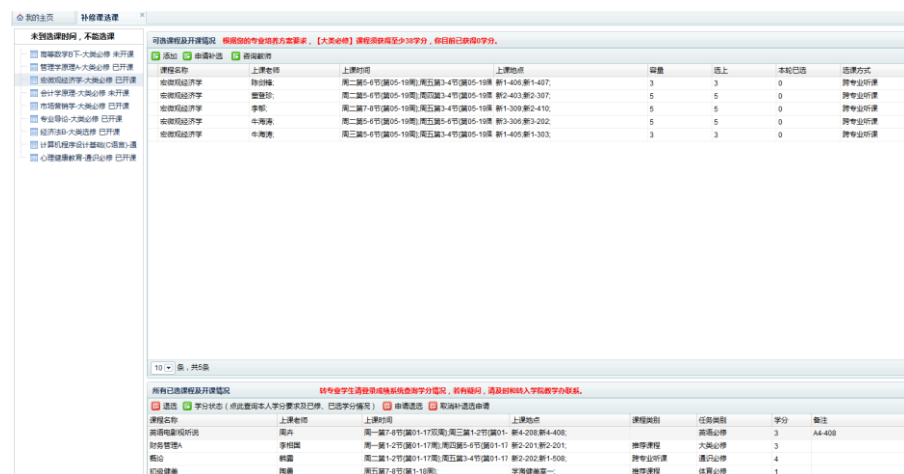 我的主页 补修课选课
未到选课时间，不能选课
高等数学B下-大类必修 未开课
管理学原理A-大类必修 已开课
宏微观经济学-大类必修 已开课
会计学原理-大类必修 未开课
市场营销学-大类必修 已开课
专业导论-大类必修 已开课
经济法B-大类选修 已开课
计算机程序设计基础(C语言)-通
心理健康教育-通识必修 已开课
可选课程及开课情况 根据您的专业培养方案要求，【大类必修】课程须获得至少38学分，你目前已获得0学分。
添加 申请补选 咨询教师
课程名称 上课老师 上课时间 上课地点 容量 选上 本轮已选 选课方式
宏微观经济学 陈剑锋; 周二第5-6节(第05-19周);周五第3-4节(第05-19周 新1-406;新1-407; 3 3 0 跨专业听课
宏微观经济学 董登珍; 周二第5-6节(第05-19周);周四第3-4节(第05-19周 新2-403;新2-307; 5 5 0 跨专业听课
宏微观经济学 李郁; 周二第7-8节(第05-19周);周五第3-4节(第05-19周 新1-309;新2-410; 5 5 0 跨专业听课
宏微观经济学 牛海涛; 周二第5-6节(第05-19周);周四第5-6节(第05-19周 新3-306;新3-202; 5 5 0 跨专业听课
宏微观经济学 牛海涛; 周三第5-6节(第05-19周);周五第3-4节(第05-19周 新1-405;新1-303; 3 3 0 跨专业听课
10 条，共5条
所有已选课程及开课情况 转专业学生请登录成绩系统查询学分情况，若有疑问，请及时和转入学院教学办联系。
退选 学分状态（点此查询本人学分要求及已修、已选学分情况） 申请退选 取消补退选申请
课程名称 上课老师 上课时间 上课地点 课程类别 任务类别 学分 备注
英语电影视听说 周卉 周一第7-8节(第01-17双周);周三第1-2节(第01- 新4-208;新4-408; 英语必修 3 A4-408
财务管理A 李相国 周一第1-2节(第01-17周);周四第5-6节(第01-17 新2-201;新2-201; 推荐课程 大类必修 3
概论 韩露 周二第1-2节(第01-17周);周五第3-4节(第01-17 新2-202;新1-508; 跨专业听课 通识必修 4
初级健美 陶勇 周五第7-8节(第1-18周); 学海健美室一; 推荐课程 体育必修 1